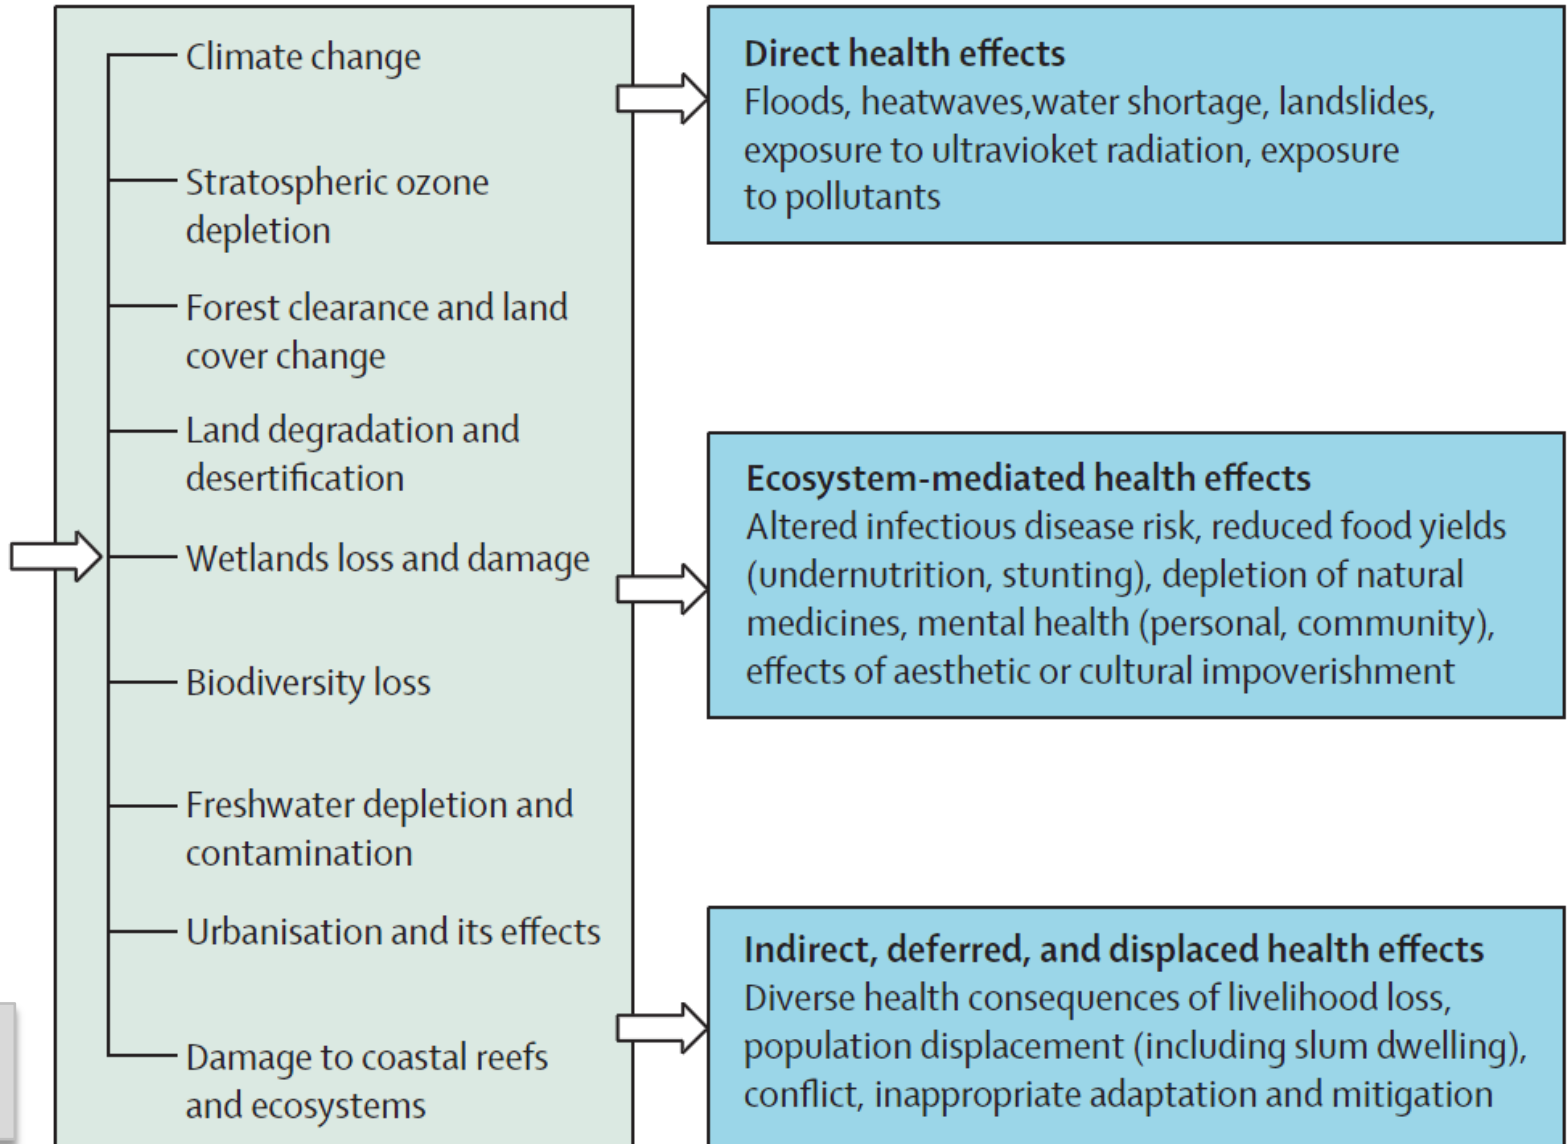 Climate change
Stratospheric ozone
depletion
Forest clearance and land
cover change
Land degradation and
desertification
Wetlands loss and damage
Biodiversity loss
Freshwater depletion and
contamination
Urbanisation and its effects
Damage to coastal reefs
and ecosystems
Direct health effects
Floods, heatwaves,water shortage, landslides,
exposure to ultravioket radiation, exposure
to pollutants
Ecosystem-mediated health effects
Altered infectious disease risk, reduced food yields
(undernutrition, stunting), depletion of natural
medicines, mental health (personal, community),
effects of aesthetic or cultural impoverishment
Indirect, deferred, and displaced health effects
Diverse health consequences of livelihood loss,
population displacement (including slum dwelling),
conflict, inappropriate adaptation and mitigation